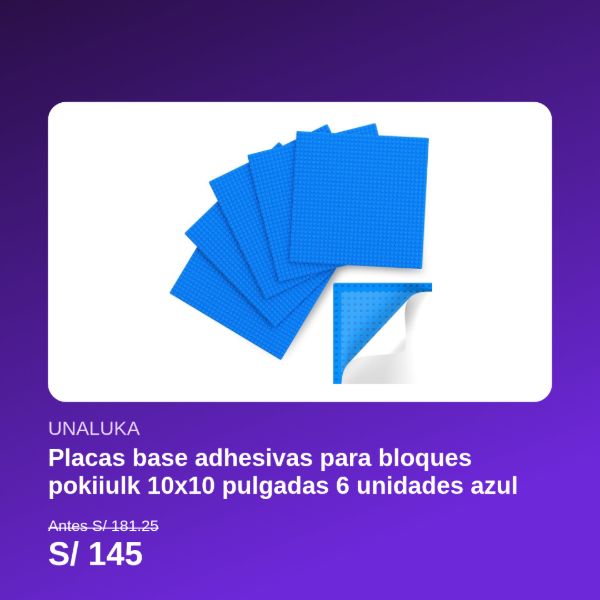 UNALUKA
Placas base adhesivas para bloques
pokiiulk 10x10 pulgadas 6 unidades azul
Antes S/ 181.25
S/ 145